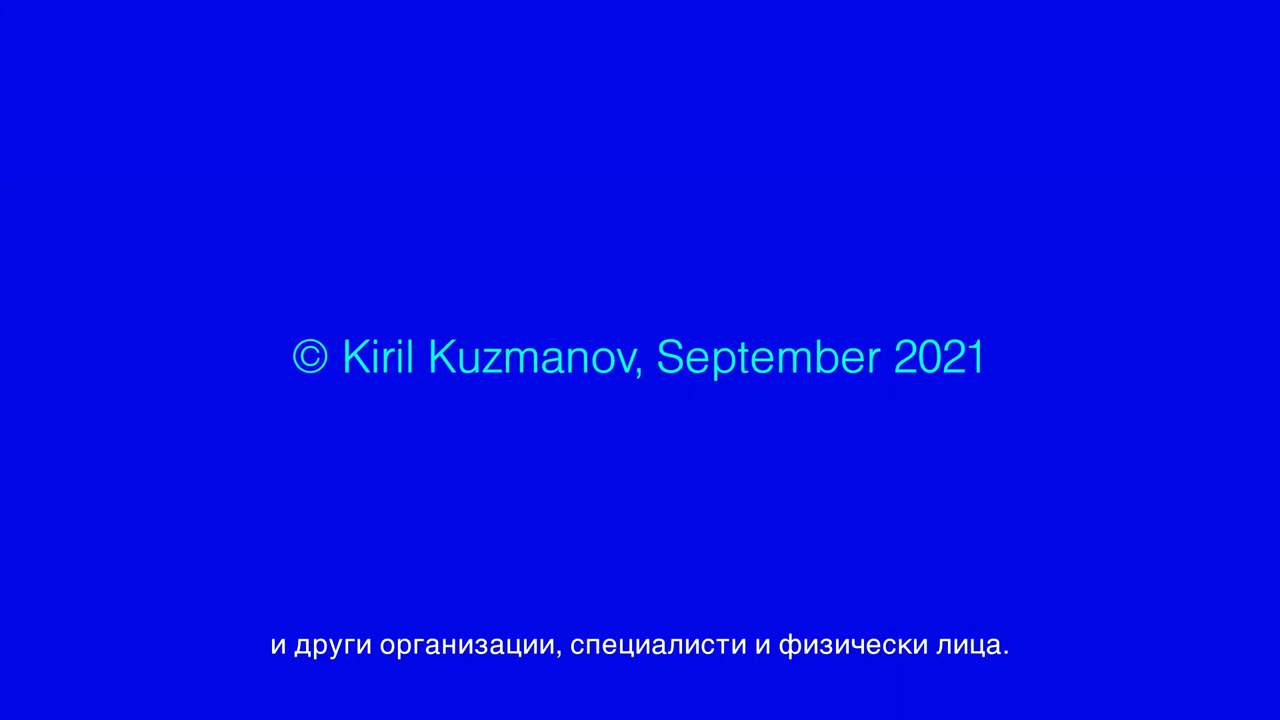 © Kiril Kuzmanov, September 2021
и други организации, специалисти и физически лица.